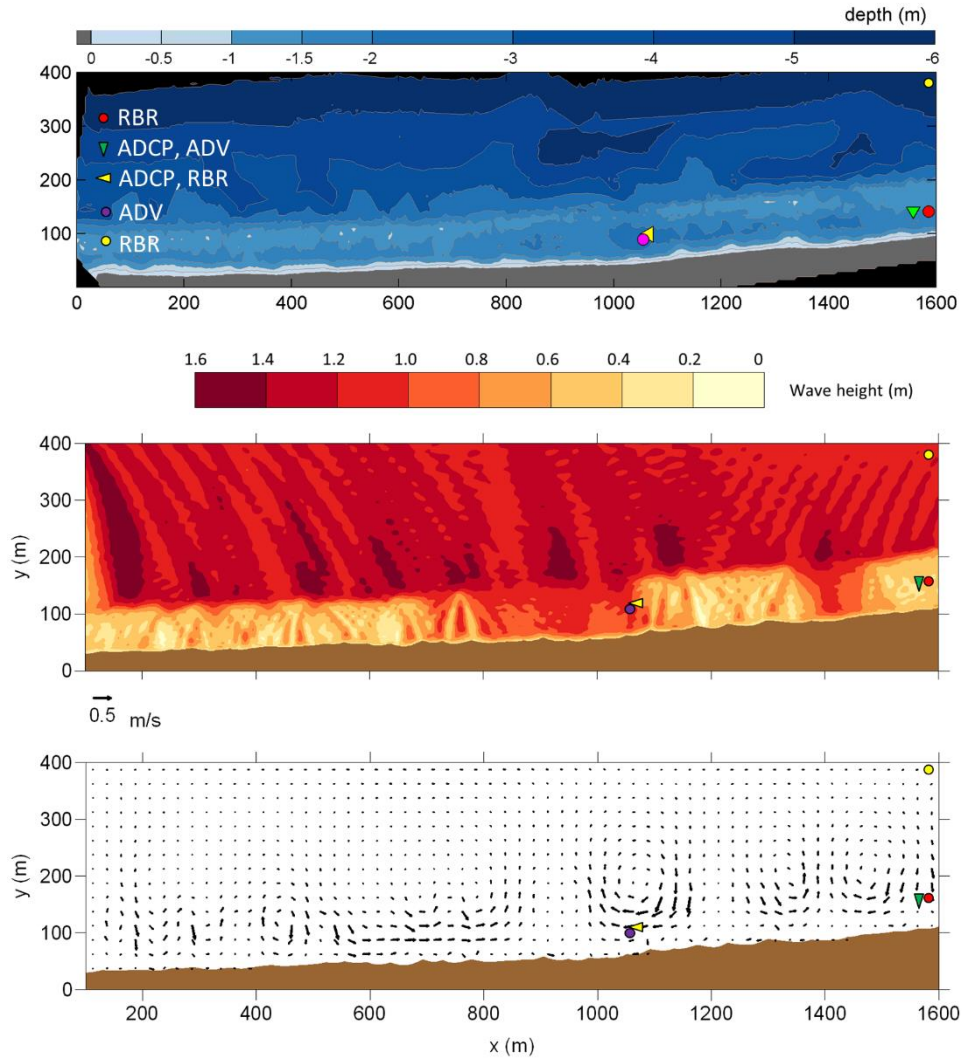 depth (m)
0 -0.5 -1 -1.5 -2 -3 -4 -5 -6
400
300
200
100
RBR
ADCP, ADV
ADCP, RBR
ADV
RBR
0 200 400 600 800 1000 1200 1400 1600
1.6 1.4 1.2 1.0 0.8 0.6 0.4 0.2 0
Wave height (m)
400
300
200
100
0
y (m)
0.5 m/s
400
300
200
100
0
y (m)
200 400 600 800 1000 1200 1400 1600
x (m)